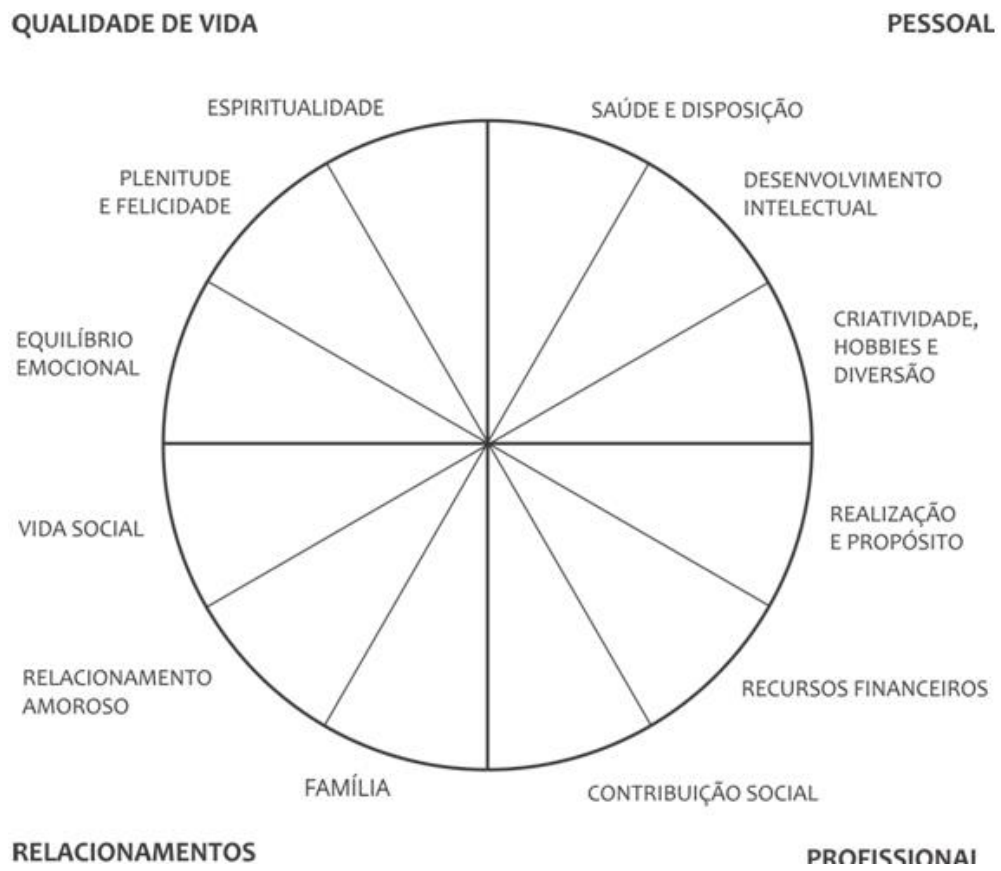 QUALIDADE DE VIDA
PESSOAL
ESPIRITUALIDADE
SAÚDE E DISPOSIÇÃO
PLENITUDE
E FELICIDADE
DESENVOLVIMENTO
INTELECTUAL
EQUILÍBRIO
EMOCIONAL
CRIATIVIDADE,
HOBBIES E
DIVERSÃO
VIDA SOCIAL
REALIZAÇÃO
E PROPÓSITO
RELACIONAMENTO
AMOROSO
RECURSOS FINANCEIROS
FAMÍLIA
CONTRIBUIÇÃO SOCIAL
RELACIONAMENTOS
PROFISSIONAL